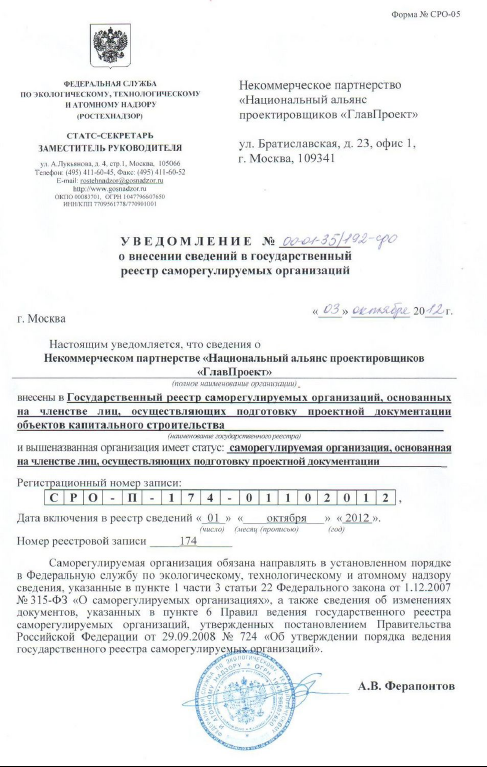 Форма № СРО-05
ФЕДЕРАЛЬНАЯ СЛУЖБА
ПО ЭКОЛОГИЧЕСКОМУ, ТЕХНОЛОГИЧЕСКОМУ
И АТОМНОМУ НАДЗОРУ
(РОСТЕХНАДЗОР)
СТАТС-СЕКРЕТАРЬ
ЗАМЕСТИТЕЛЬ РУКОВОДИТЕЛЯ
ул. А.Лукьянова, д. 4, стр.1, Москва, 105066
Телефон: (495) 411-60-45, Факс: (495) 411-60-52
E-mail: rostehnadzor@gosnadzor.ru
http://www.gosnadzor.ru
ОКПО 00083701, ОГРН 1047796607650
ИНН/КПП 7709561778/770901001
Некоммерческое партнерство
«Национальный альянс
проектировщиков «ГлавПроект»
ул. Братиславская, д. 23, офис 1,
г. Москва, 109341
УВЕДОМЛЕНИЕ № 00-01-35/192-сро
о внесении сведений в государственный
реестр саморегулируемых организаций
г. Москва
« 03 » октября 2012 г.
Настоящим уведомляется, что сведения о
Некоммерческом партнерстве «Национальный альянс проектировщиков
«ГлавПроект»
(полное наименование организации)
внесены в Государственный реестр саморегулируемых организаций, основанных
на членстве лиц, осуществляющих подготовку проектной документации
объектов капитального строительства
(наименование государственного реестра)
и вышеназванная организация имеет статус: саморегулируемая организация, основанная
на членстве лиц, осуществляющих подготовку проектной документации
Регистрационный номер записи:
С Р О - П - 1 7 4 - 0 1 1 0 2 0 1 2 ,
Дата включения в реестр сведений « 01 » « октября » « 2012 ».
(число) (месяц (прописью) (год)
Номер реестровой записи 174
Саморегулируемая организация обязана направлять в установленном порядке
в Федеральную службу по экологическому, технологическому и атомному надзору
сведения, указанные в пункте 1 части 3 статьи 22 Федерального закона от 1.12.2007
№ 315-ФЗ «О саморегулируемых организациях», а также сведения об изменениях
документов, указанных в пункте 6 Правил ведения государственного реестра
саморегулируемых организаций, утвержденных постановлением Правительства
Российской Федерации от 29.09.2008 № 724 «Об утверждении порядка ведения
государственного реестра саморегулируемых организаций».
А.В. Ферапонтов